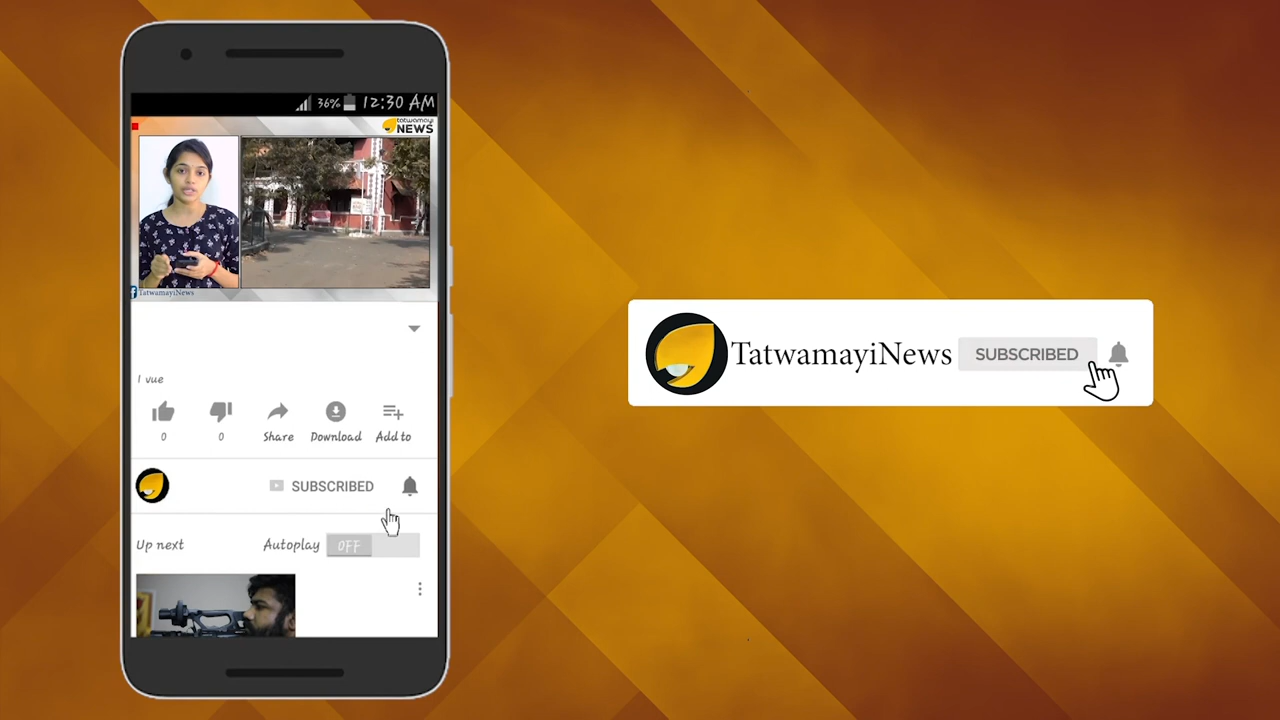 36% 12:30 AM
tatwamayi
NEWS
TatwamayiNews
1 vue
0 0 Share Download Add to
SUBSCRIBED
Up next Autoplay OFF
TatwamayiNews SUBSCRIBED